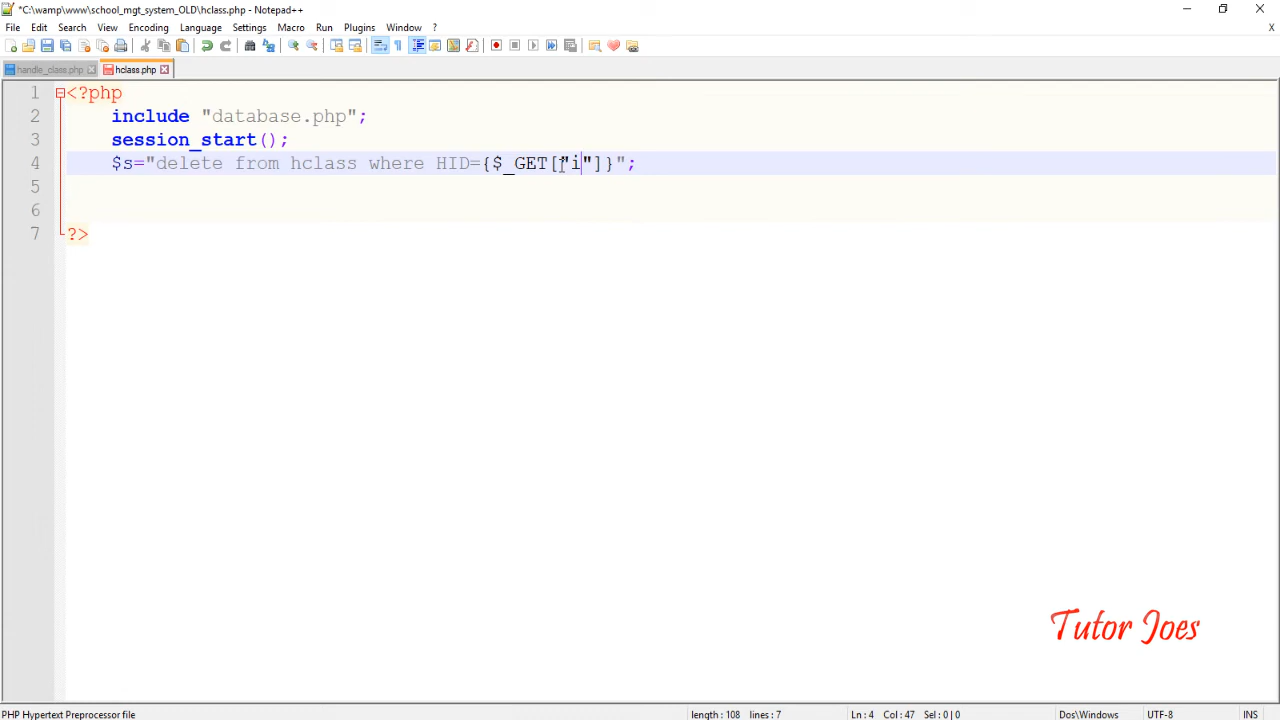 *C:\wamp\www\school_mgt_system_OLD\hclass.php - Notepad++
File Edit Search View Encoding Language Settings Macro Run Plugins Window ?
X
handle_class.php hclass.php
1 <?php
2 include "database.php";
3 session_start();
4 $s="delete from hclass where HID={$_GET["i"]}";
5
6
7 ?>
Tutor Joes
PHP Hypertext Preprocessor file length : 108 lines : 7 Ln : 4 Col : 47 Sel : 0 | 0 Dos\Windows UTF-8 INS